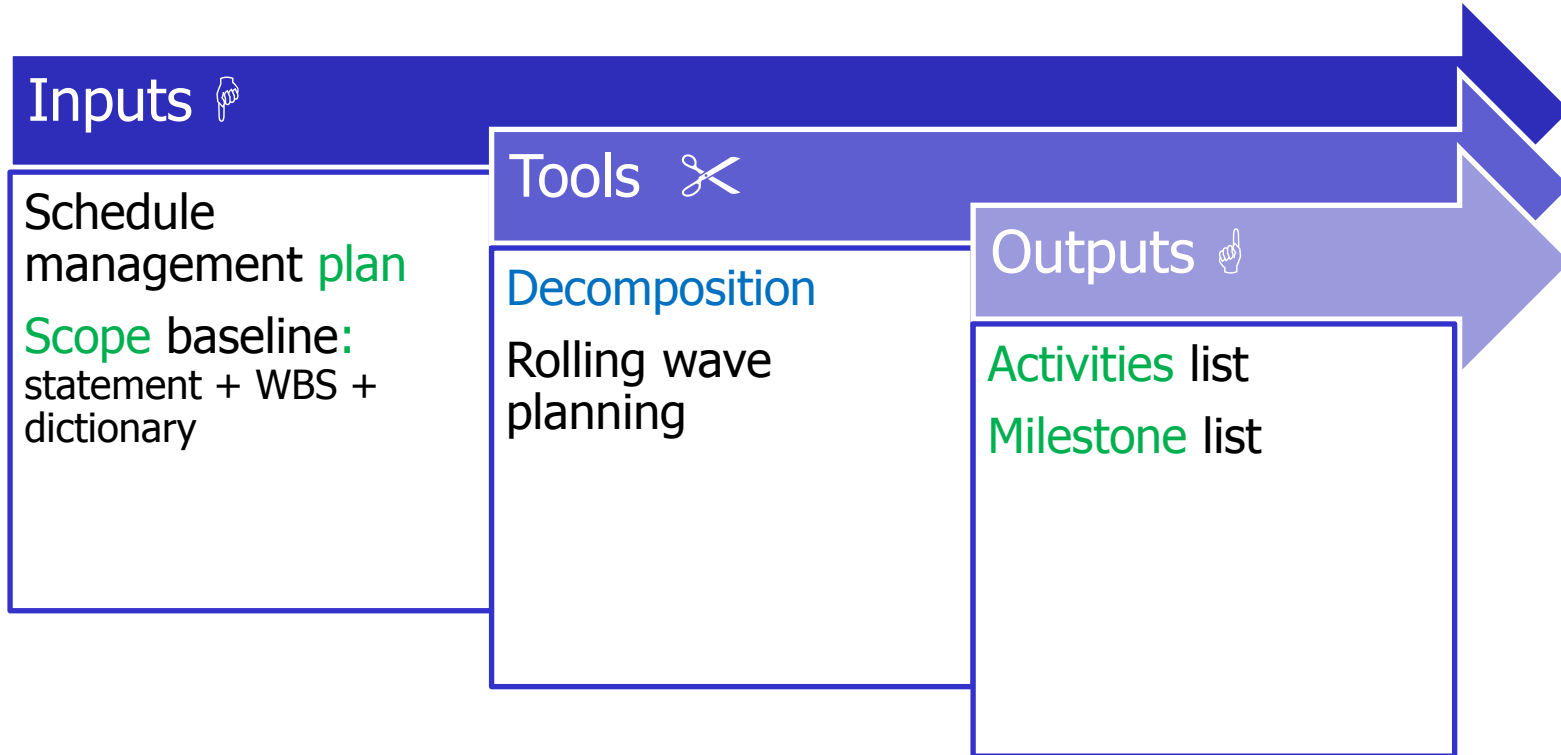 Inputs
Schedule
management plan
Scope baseline:
statement + WBS +
dictionary
Tools
Decomposition
Rolling wave
planning
Outputs
Activities list
Milestone list